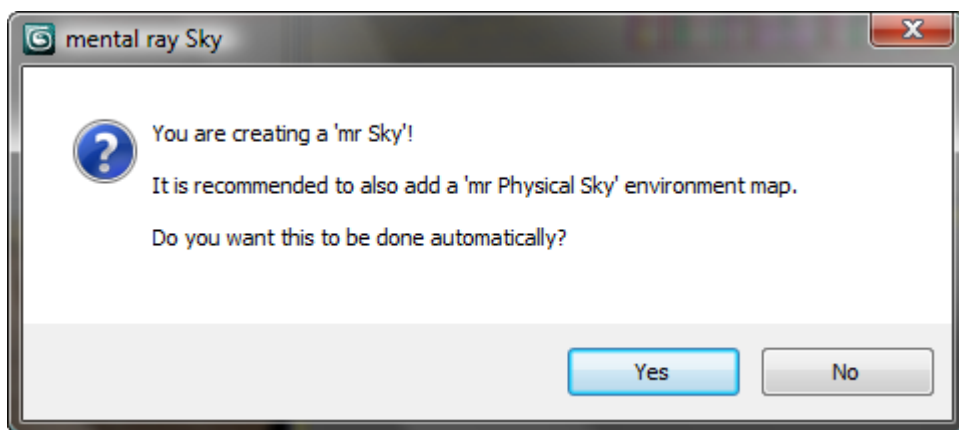 mental ray Sky
You are creating a 'mr Sky'!
It is recommended to also add a 'mr Physical Sky' environment map.
Do you want this to be done automatically?
Yes
No